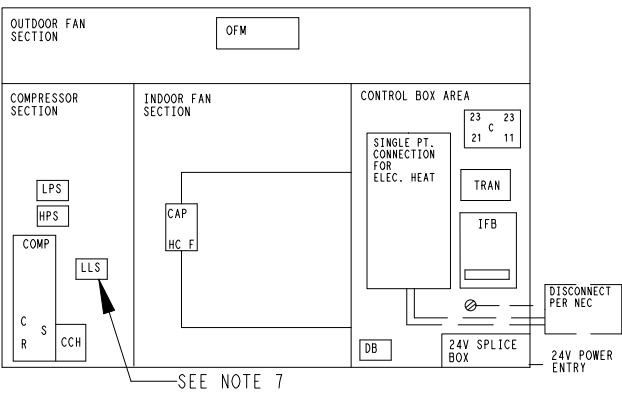 OUTDOOR FAN
SECTION
OFM
COMPRESSOR
SECTION
INDOOR FAN
SECTION
CONTROL BOX AREA
23 23
C
21 11
SINGLE PT.
CONNECTION
FOR
ELEC. HEAT
TRAN
LPS
HPS
CAP
HC F
IFB
COMP
LLS
C
S
R
CCH
DISCONNECT
PER NEC
DB
24V SPLICE
BOX
24V POWER
ENTRY
SEE NOTE 7